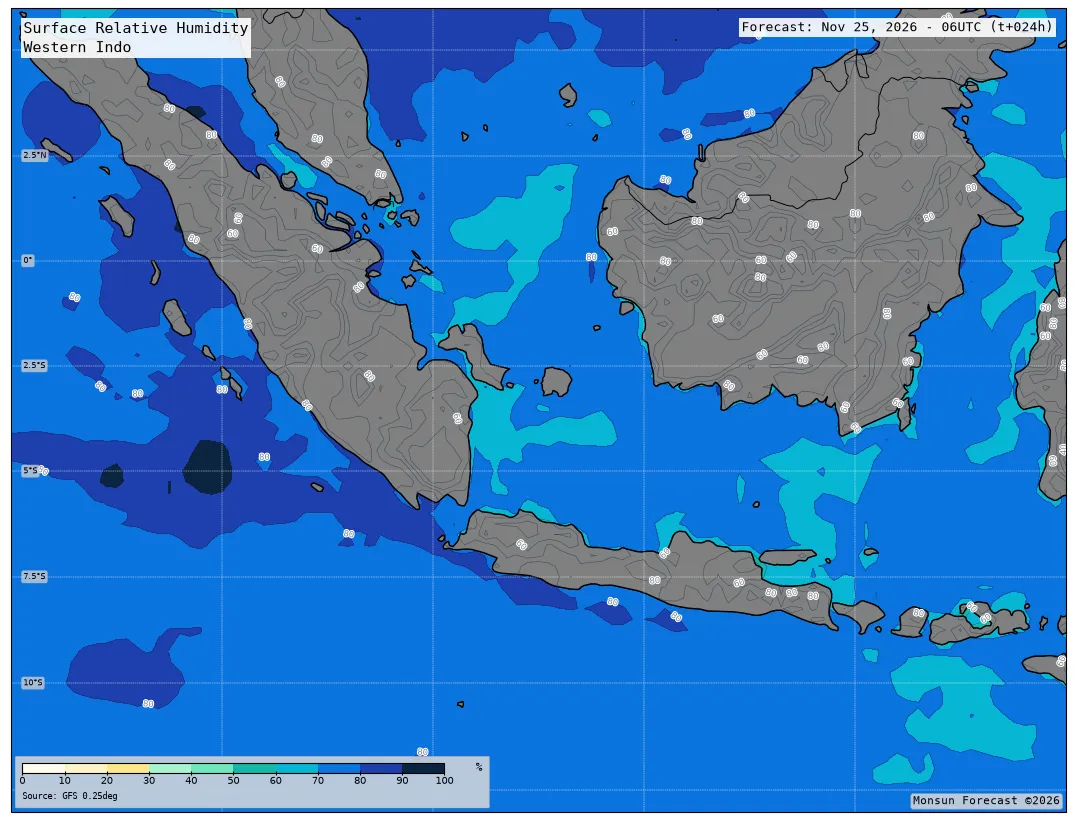 Surface Relative Humidity
Western Indo
Forecast: Nov 25, 2026 - 06UTC (t+024h)
2.5°N
0°
2.5°S
5°S
7.5°S
10°S
0 10 20 30 40 50 60 70 80 90 100 %
Source: GFS 0.25deg
Monsun Forecast ©2026